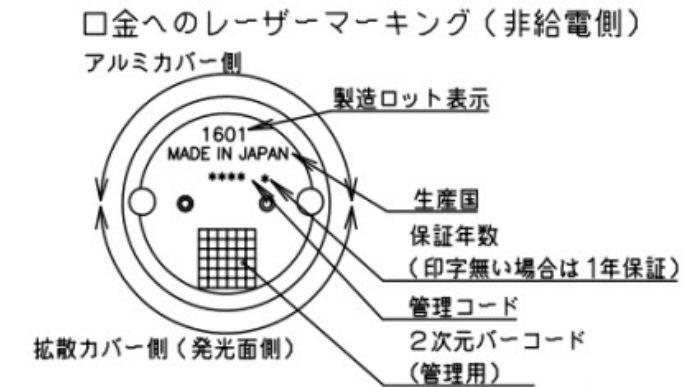 口金へのレーザーマーキング（非給電側）
アルミカバー側
製造ロット表示
1601
MADE IN JAPAN
**** *
生産国
保証年数
（印字無い場合は1年保証）
管理コード
2次元バーコード
（管理用）
拡散カバー側（発光面側）